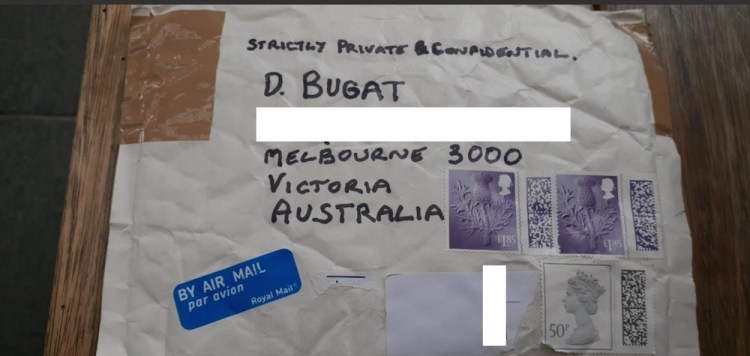 STRICTLY PRIVATE & CONFIDENTIAL.
D. BUGAT
MELBOURNE 3000
VICTORIA
AUSTRALIA
£1.85
£1.85
BY AIR MAIL
par avion
Royal Mail
50P